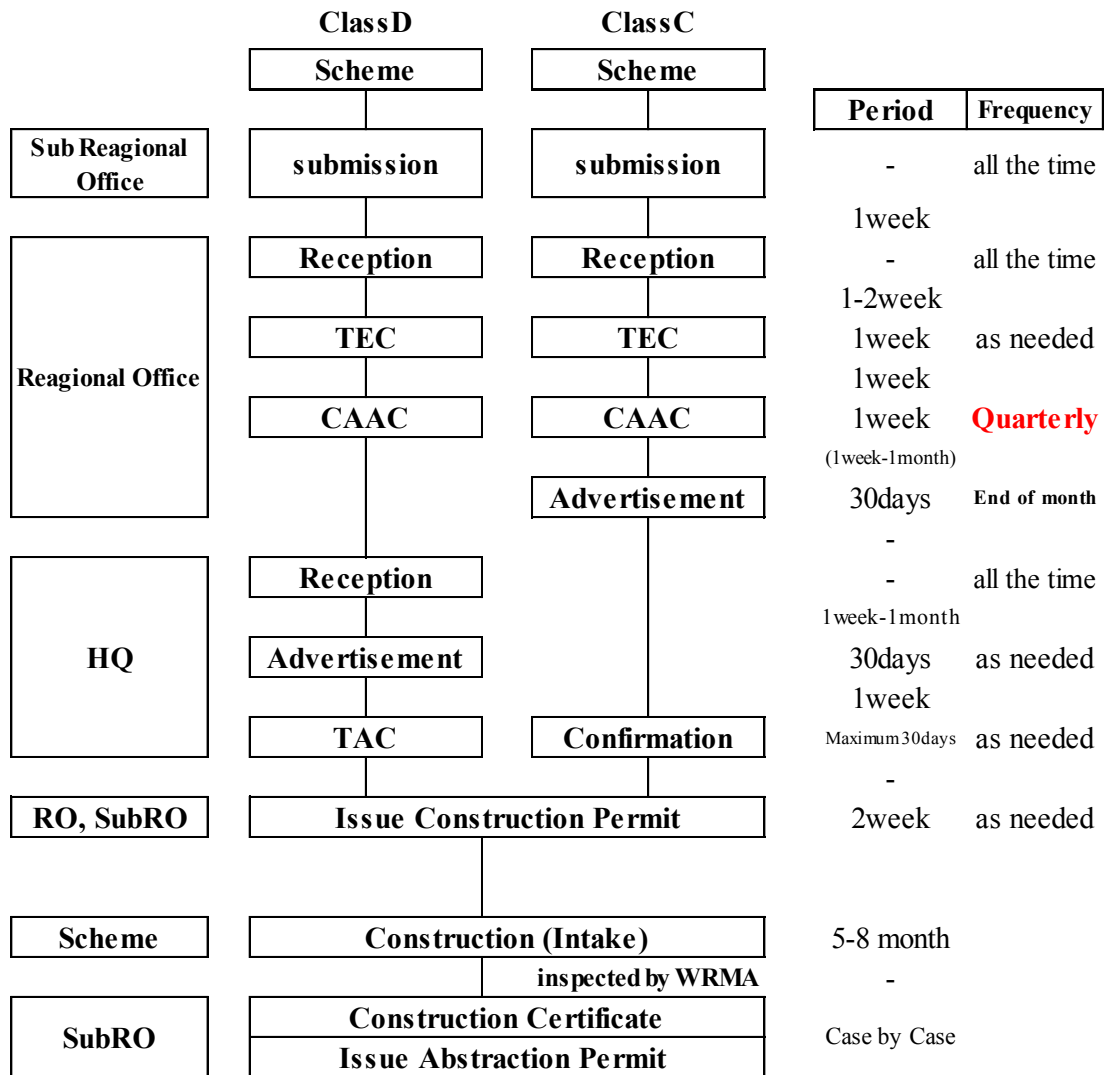 ClassD ClassC
Scheme Scheme
Period Frequency
Sub Reagional
Office
submission submission - all the time
1week
Reception Reception - all the time
1-2week
TEC TEC 1week as needed
Reagional Office
1week
CAAC CAAC 1week Quarterly
(1week-1month)
Advertisement 30days End of month
-
Reception - all the time
1week-1month
HQ Advertisement 30days as needed
1week
TAC Confirmation Maximum30days as needed
-
RO, SubRO Issue Construction Permit 2week as needed
Scheme Construction (Intake) 5-8 month
inspected by WRMA -
SubRO
Construction Certificate
Case by Case
Issue Abstraction Permit